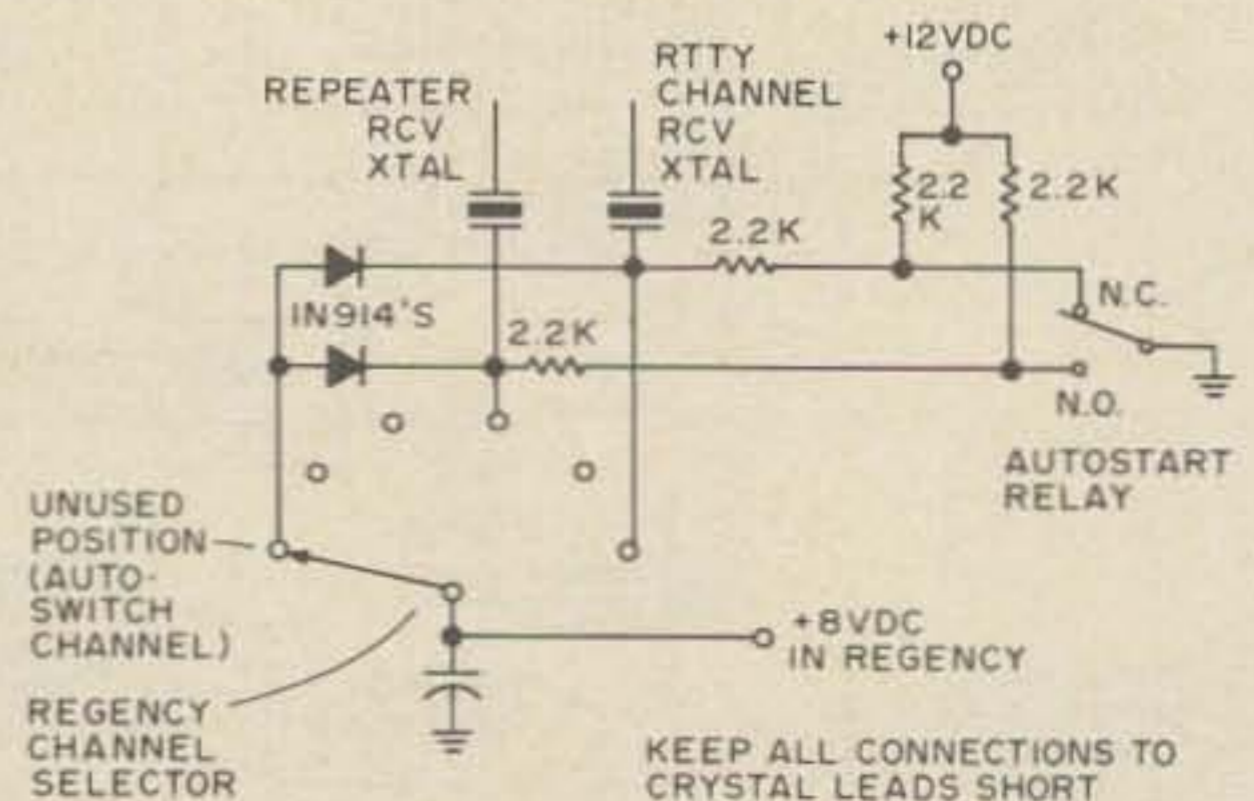 +12VDC
REPEATER
RCV
XTAL
RTTY
CHANNEL
RCV
XTAL
2.2
K
2.2K
2.2K
1N914'S
2.2K
N.C.
N.O.
AUTOSTART
RELAY
UNUSED
POSITION
(AUTO-
SWITCH
CHANNEL)
+8VDC
IN REGENCY
REGENCY
CHANNEL
SELECTOR
KEEP ALL CONNECTIONS TO
CRYSTAL LEADS SHORT